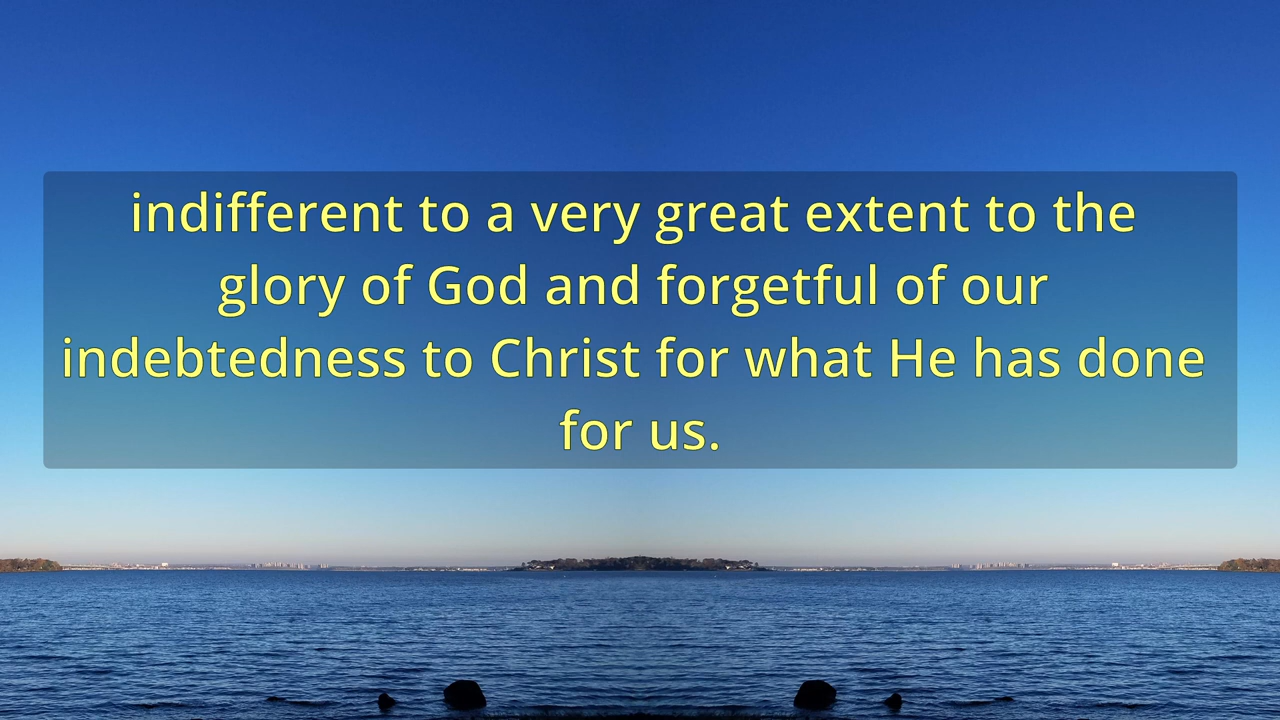 indifferent to a very great extent to the
glory of God and forgetful of our
indebtedness to Christ for what He has done
for us.